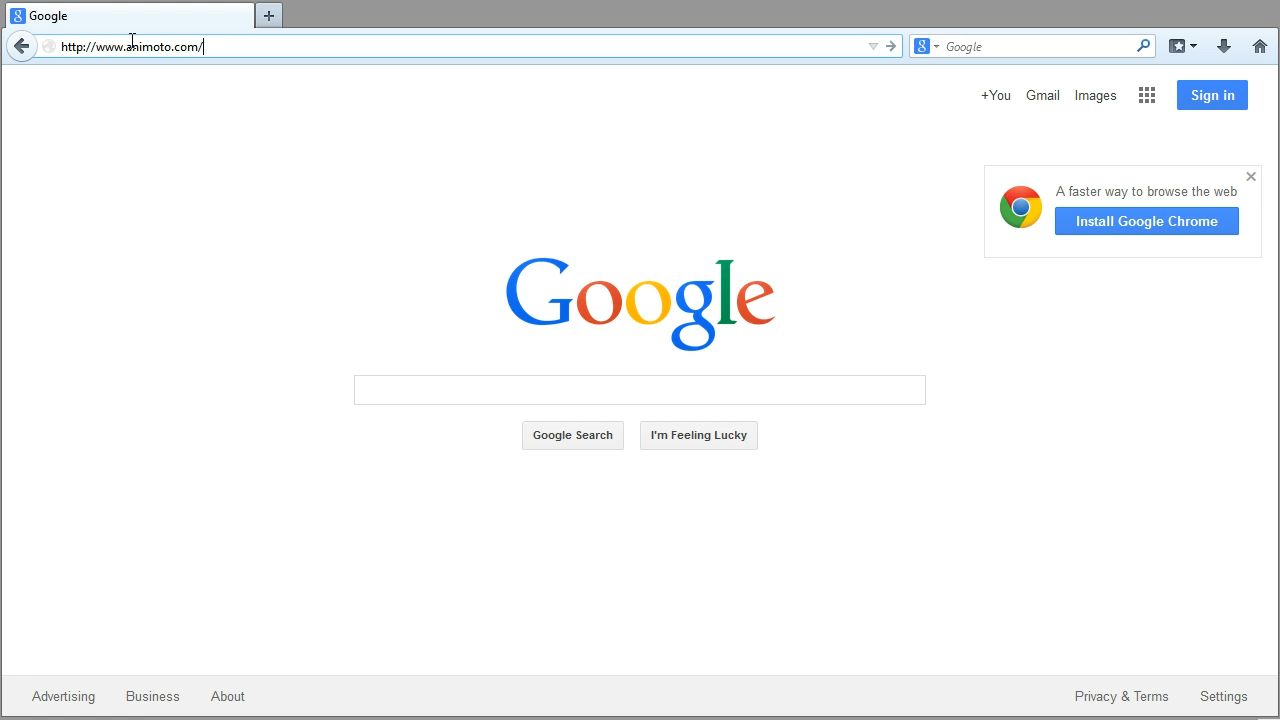 Google
http://www.animoto.com/
Google
+You Gmail Images Sign in
A faster way to browse the web
Install Google Chrome
Google
Google Search I'm Feeling Lucky
Advertising Business About Privacy & Terms Settings